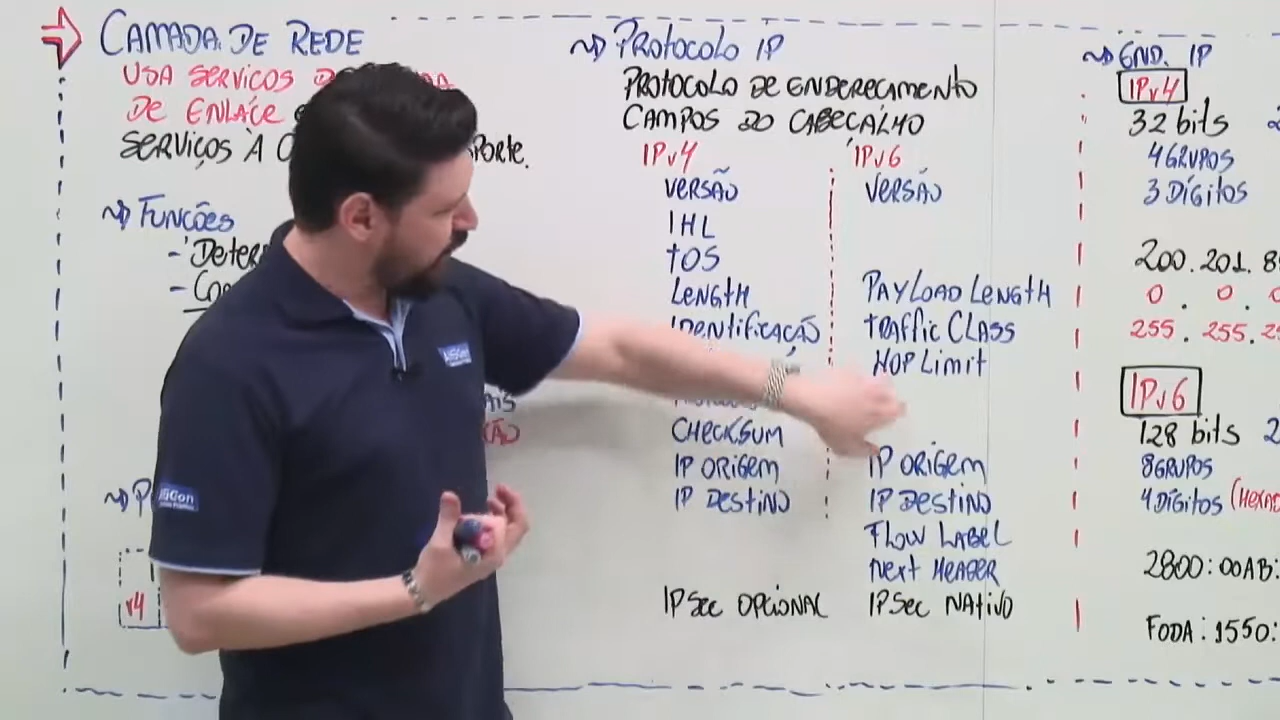 CAMADA DE REDE
USA SERVIÇOS
DE ENLACE
SERVIÇOS À
PORTE.
~> FUNÇÕES
v4
~> PROTOCOLO IP
PROTOCOLO DE ENDEREÇAMENTO
CAMPOS DO CABEÇALHO
IPv4
VERSÃO
IHL
TOS
LENGTH
IDENTIFICAÇÃO
CHECKSUM
IP ORIGEM
IP DESTINO
IPSec OPCIONAL
IPv6
VERSÃO
PAYLOAD LENGTH
TRAFFIC CLASS
HOP LIMIT
IP ORIGEM
IP DESTINO
FLOW LABEL
NEXT HEADER
IPSec NATIVO
~> END. IP
IPv4
32 bits
4 GRUPOS
3 DÍGITOS
200.201.8
0.0.
255.255.2
IPv6
128 bits
8 GRUPOS
4 DÍGITOS (HEXA
2800:00AB:
FODA:1550: